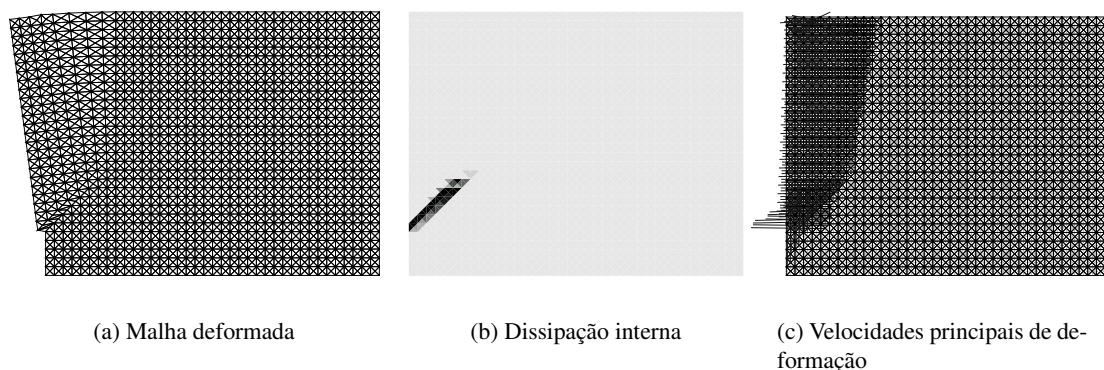 (a) Malha deformada
(b) Dissipação interna
(c) Velocidades principais de de-
formação